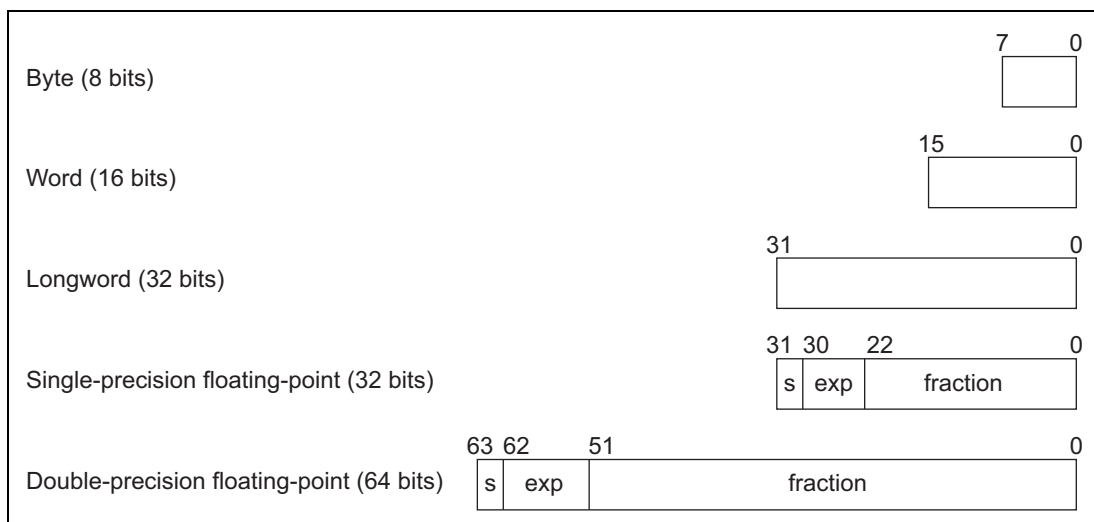 7 0
Byte (8 bits)
15 0
Word (16 bits)
31 0
Longword (32 bits)
31 30 22 0
Single-precision floating-point (32 bits) s exp fraction
63 62 51 0
Double-precision floating-point (64 bits) s exp fraction